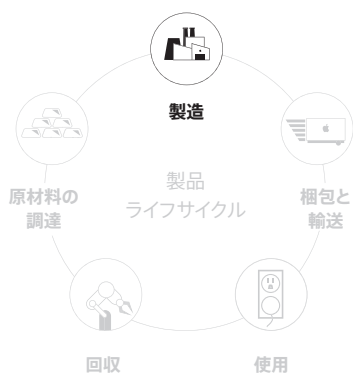 製造
製品
ライフサイクル
原材料の
調達
梱包と
輸送
回収
使用